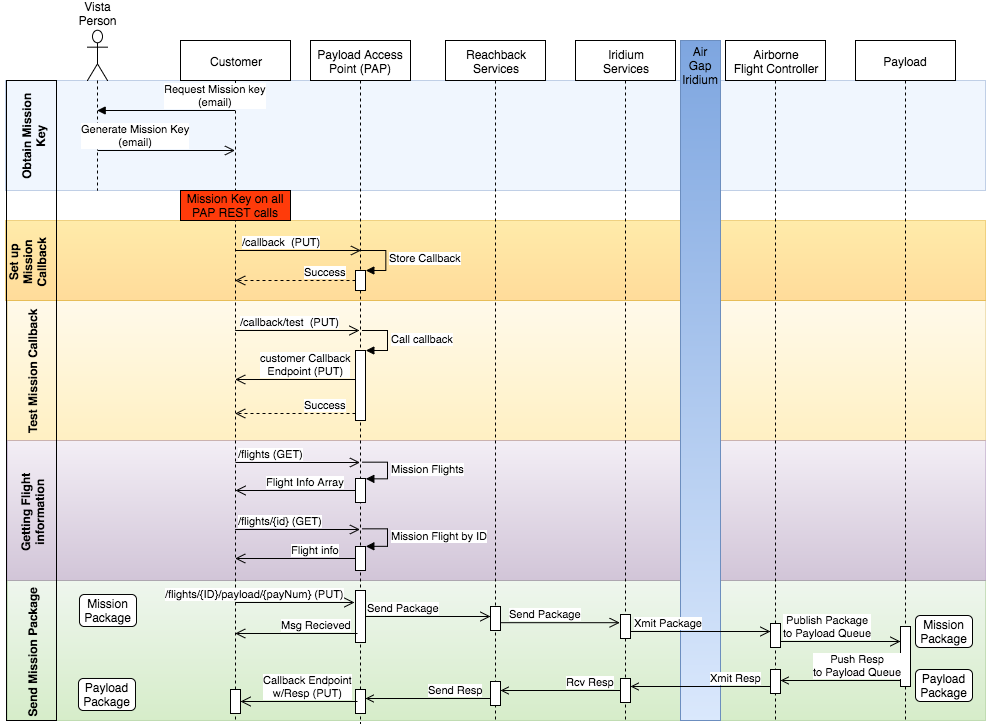 Vista
Person
Customer
Payload Access
Point (PAP)
Reachback
Services
Iridium
Services
Air
Gap
Iridium
Airborne
Flight Controller
Payload
Obtain Mission
Key
Request Mission key
(email)
Generate Mission Key
(email)
Mission Key on all
PAP REST calls
Set up
Mission
Callback
/callback (PUT)
Store Callback
Success
Test Mission Callback
/callback/test (PUT)
Call callback
customer Callback
Endpoint (PUT)
Success
Getting Flight
information
/flights (GET)
Mission Flights
Flight Info Array
/flights/{id} (GET)
Mission Flight by ID
Flight info
Send Mission Package
Mission
Package
/flights/{ID}/payload/{payNum} (PUT)
Send Package
Msg Recieved
Send Package
Xmit Package
Publish Package
to Payload Queue
Mission
Package
Payload
Package
Callback Endpoint
w/Resp (PUT)
Send Resp
Rcv Resp
Xmit Resp
Push Resp
to Payload Queue
Payload
Package